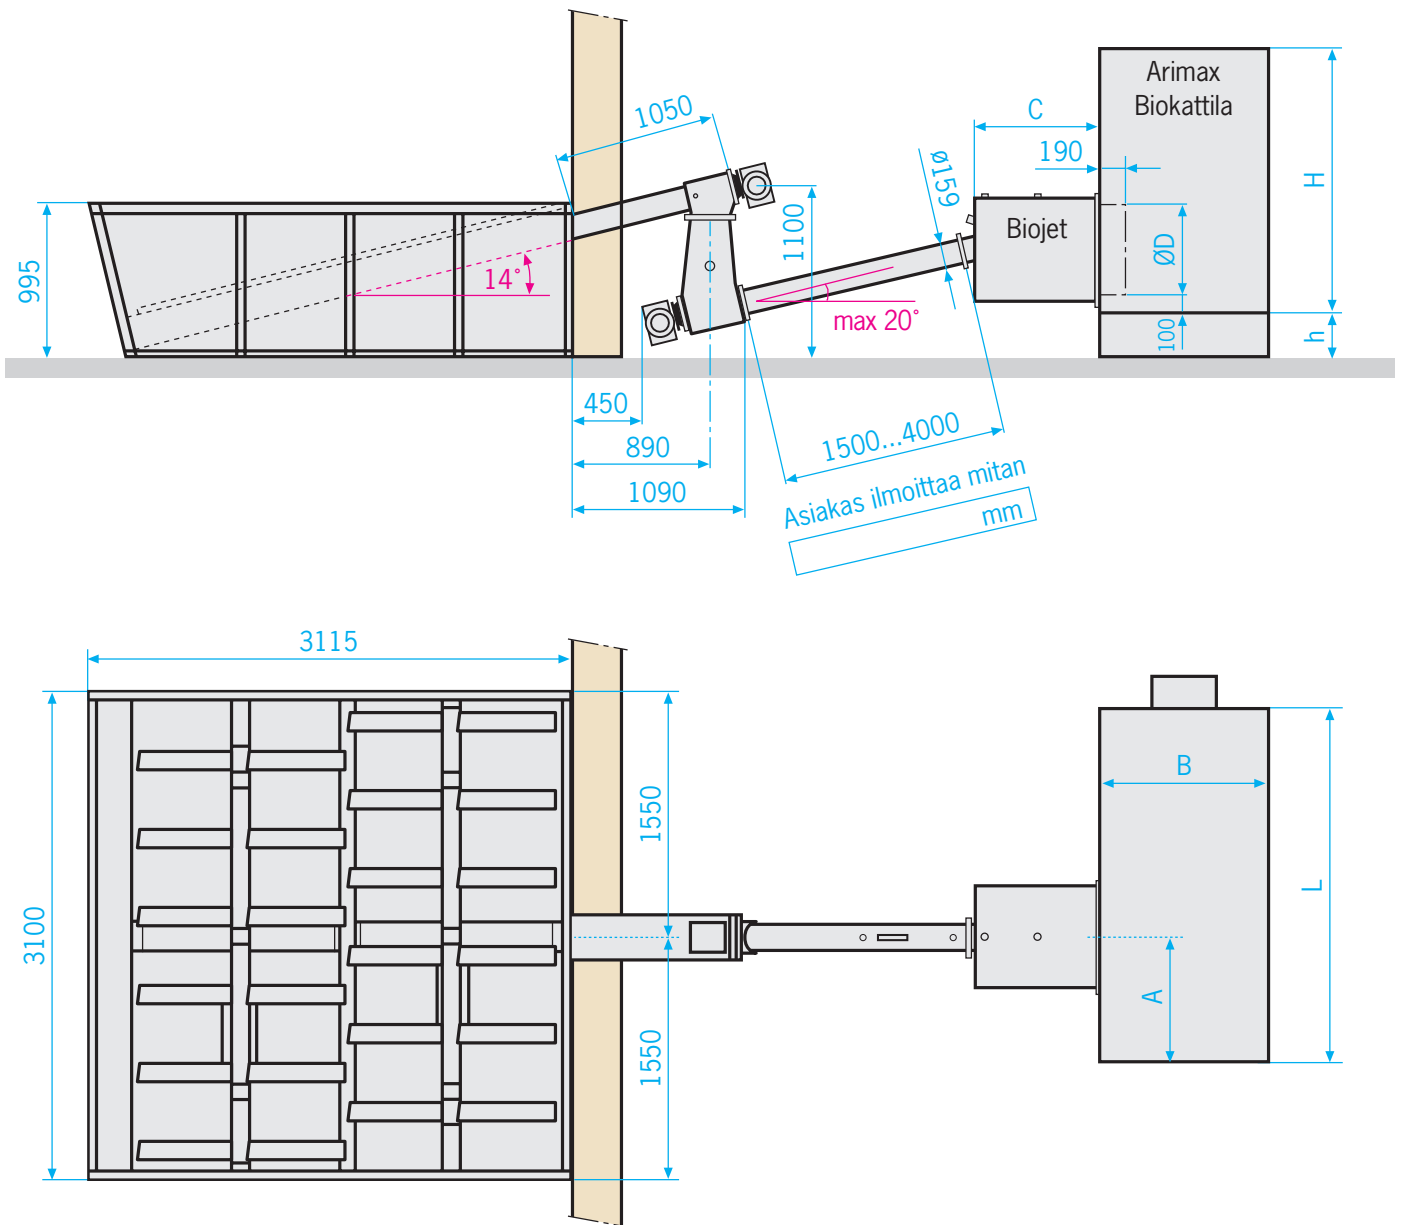 Arimax
Biokattila
1050
C
190
ø159
H
1100
Biojet
ØD
995
14°
max 20°
100
h
450
890
1090
1500...4000
Asiakas ilmoittaa mitan
mm
3115
3100
1550
1550
B
L
A